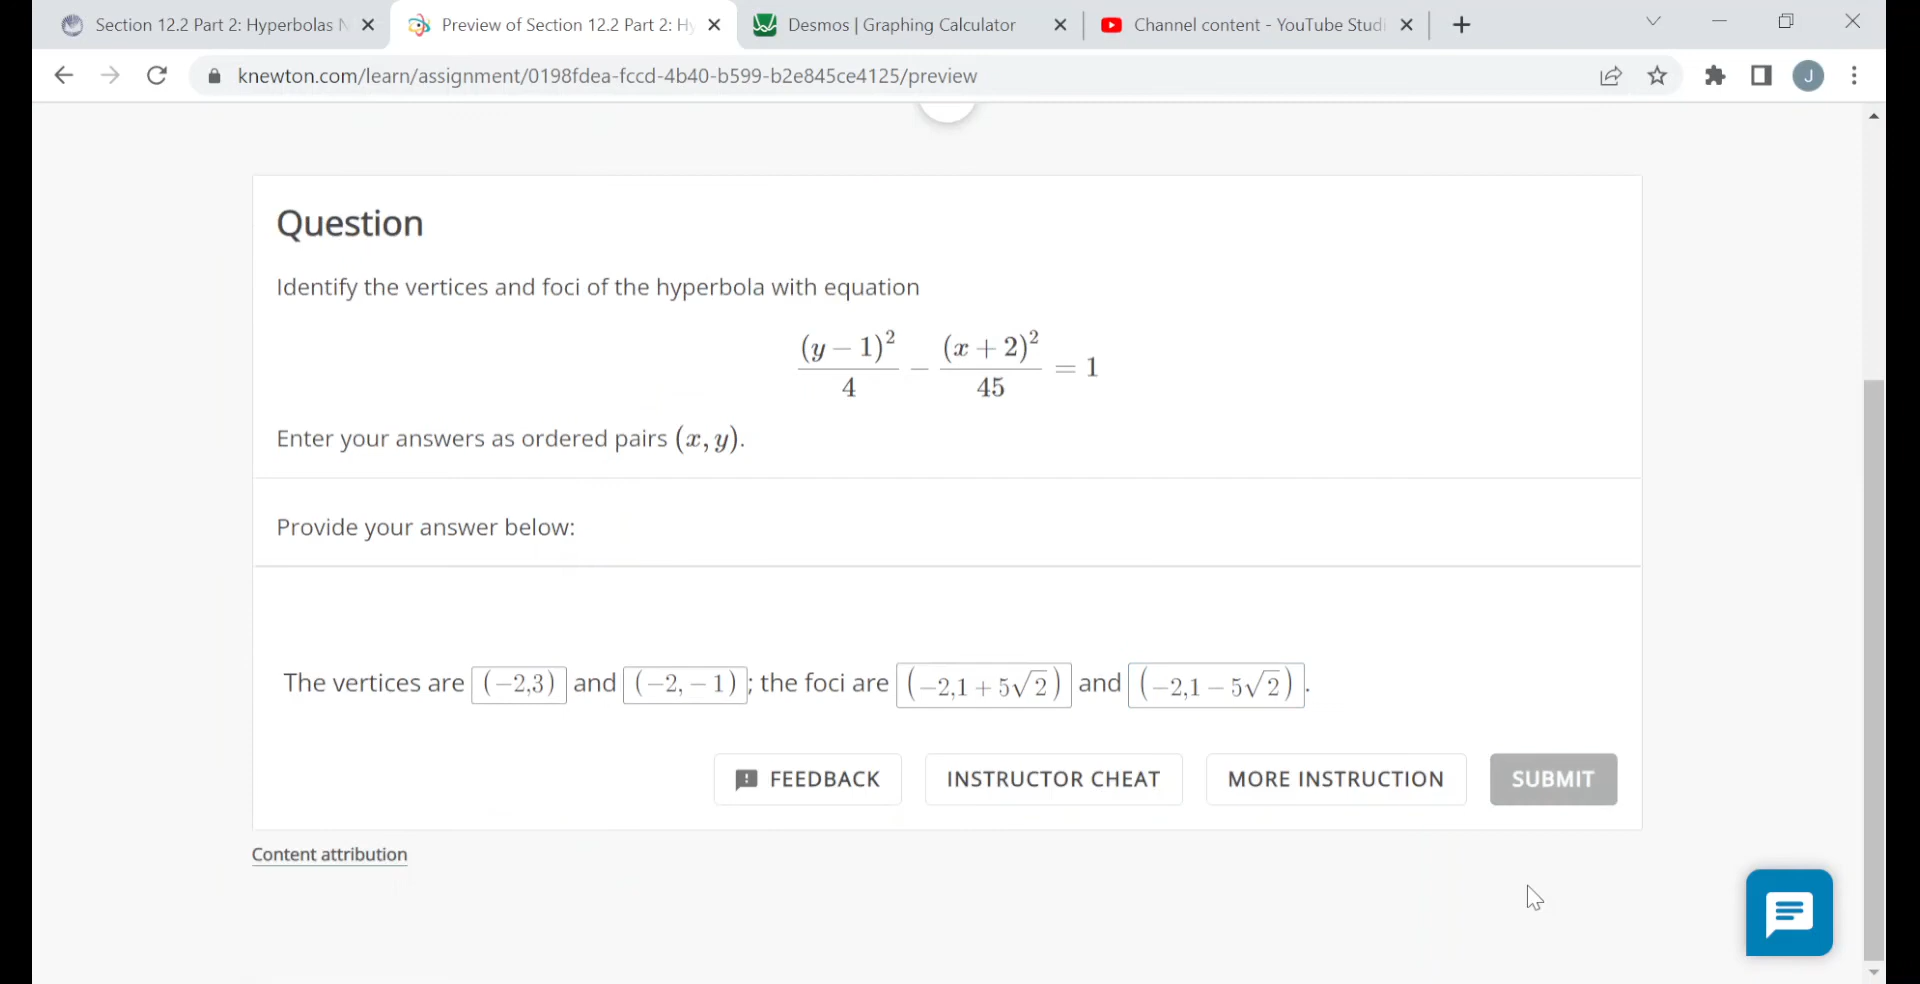 Section 12.2 Part 2: Hyperbolas N
Preview of Section 12.2 Part 2: Hy
Desmos | Graphing Calculator
Channel content - YouTube Studi
knewton.com/learn/assignment/0198fdea-fccd-4b40-b599-b2e845ce4125/preview
J
Question
Identify the vertices and foci of the hyperbola with equation
(y − 1)²/4 − (x + 2)²/45 = 1
Enter your answers as ordered pairs (x, y).
Provide your answer below:
The vertices are (−2,3) and (−2, − 1); the foci are (−2,1 + 5√2) and (−2,1 − 5√2).
FEEDBACK
INSTRUCTOR CHEAT
MORE INSTRUCTION
SUBMIT
Content attribution